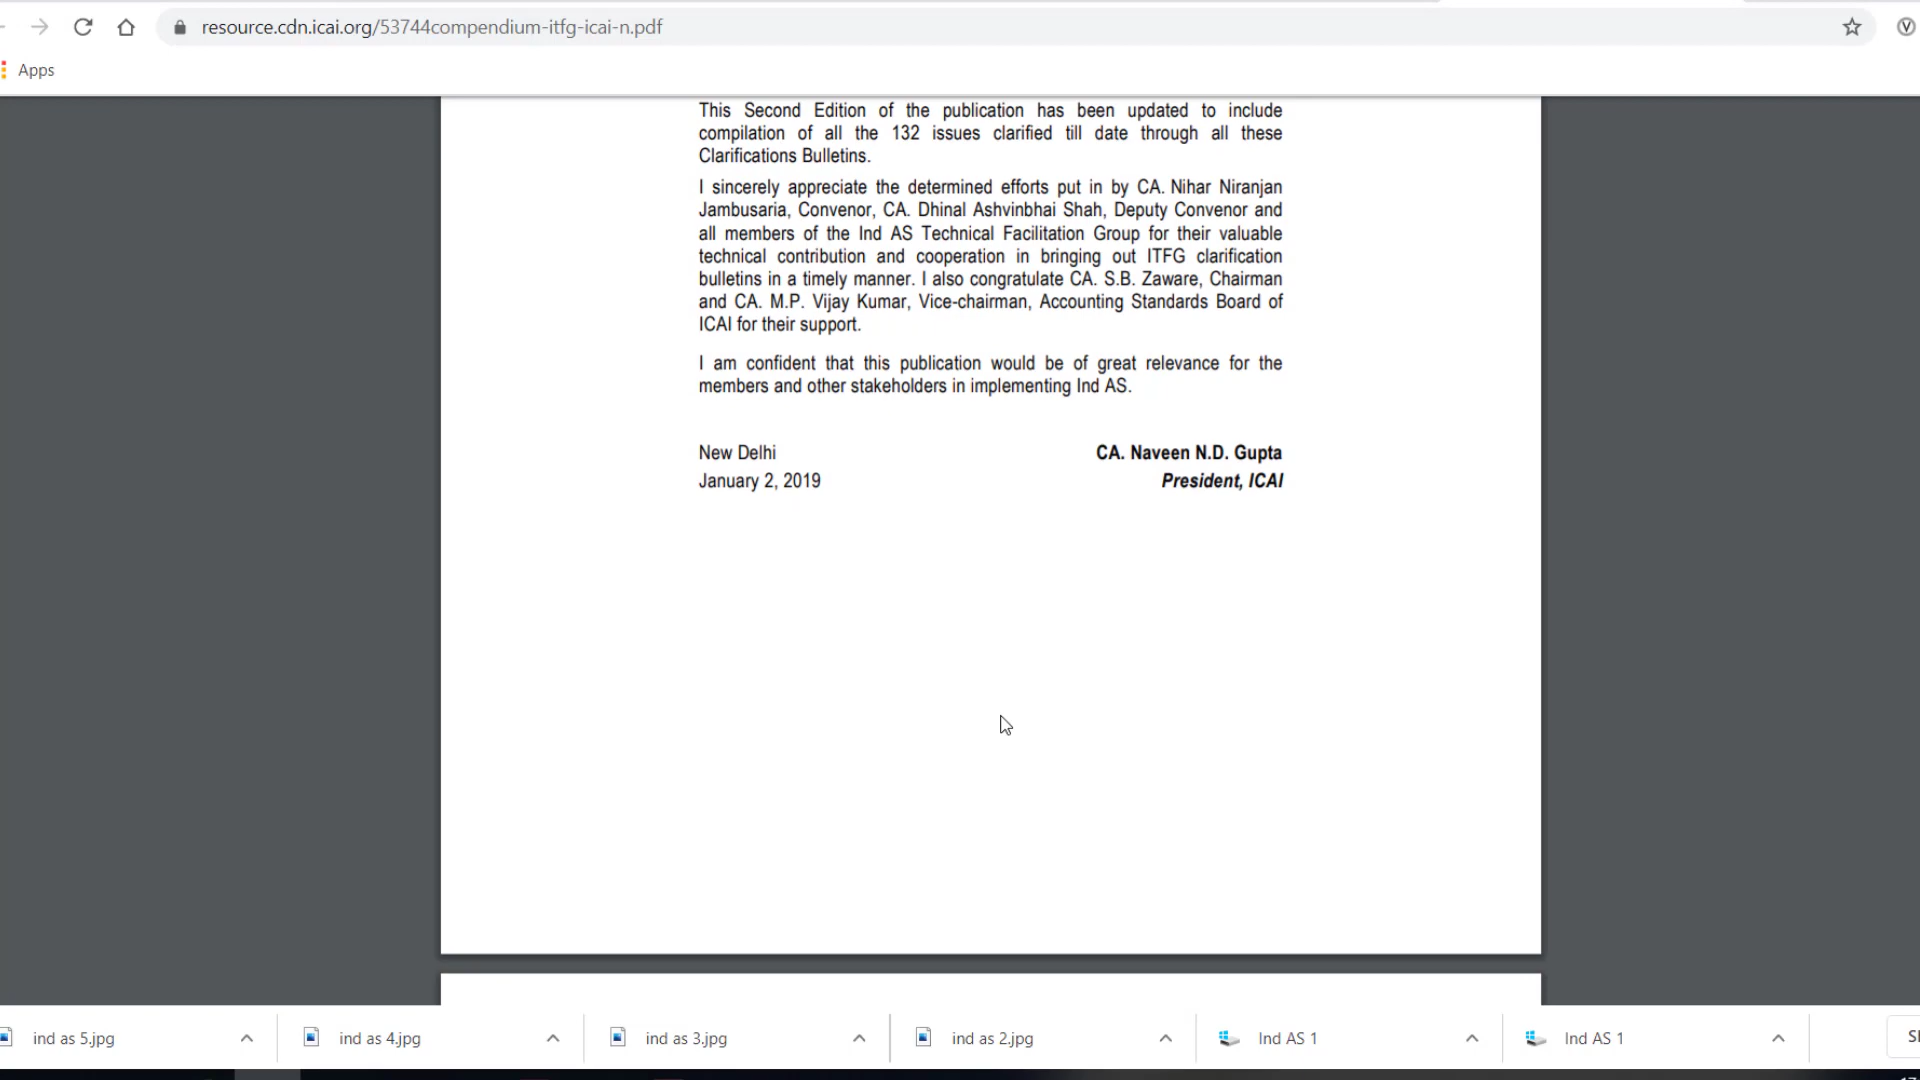 resource.cdn.icai.org/53744compendium-itfg-icai-n.pdf
Apps
This Second Edition of the publication has been updated to include
compilation of all the 132 issues clarified till date through all these
Clarifications Bulletins.
I sincerely appreciate the determined efforts put in by CA. Nihar Niranjan
Jambusaria, Convenor, CA. Dhinal Ashvinbhai Shah, Deputy Convenor and
all members of the Ind AS Technical Facilitation Group for their valuable
technical contribution and cooperation in bringing out ITFG clarification
bulletins in a timely manner. I also congratulate CA. S.B. Zaware, Chairman
and CA. M.P. Vijay Kumar, Vice-chairman, Accounting Standards Board of
ICAI for their support.
I am confident that this publication would be of great relevance for the
members and other stakeholders in implementing Ind AS.
New Delhi CA. Naveen N.D. Gupta
January 2, 2019 President, ICAI
ind as 5.jpg ind as 4.jpg ind as 3.jpg ind as 2.jpg Ind AS 1 Ind AS 1